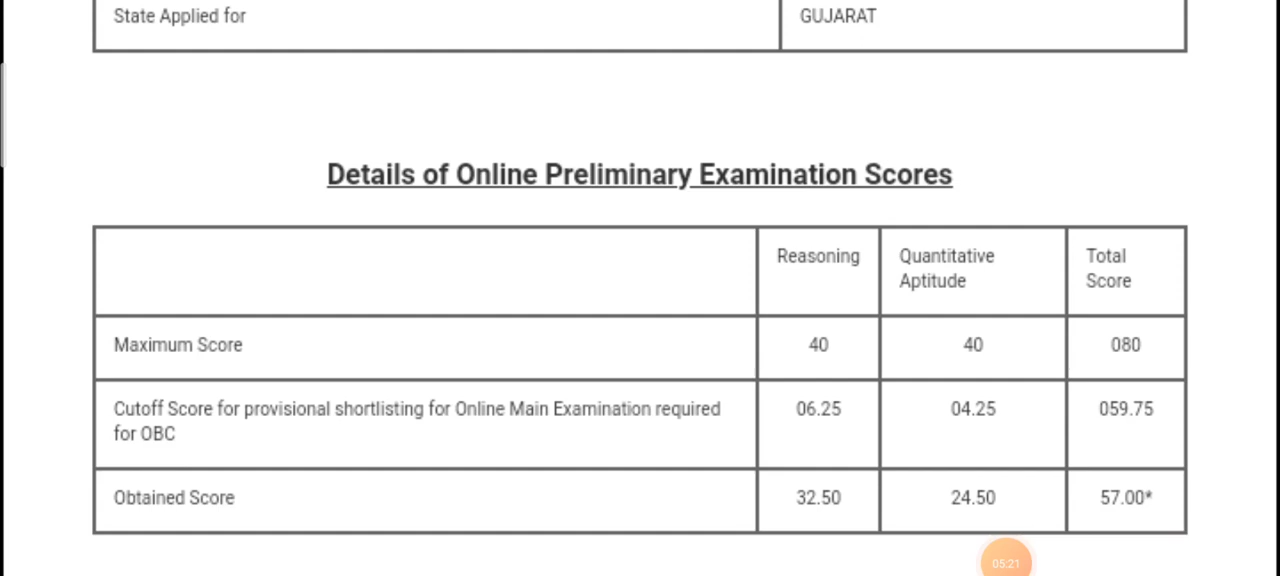 State Applied for GUJARAT
Details of Online Preliminary Examination Scores
Reasoning Quantitative Aptitude Total Score
Maximum Score 40 40 080
Cutoff Score for provisional shortlisting for Online Main Examination required for OBC 06.25 04.25 059.75
Obtained Score 32.50 24.50 57.00*
05:21